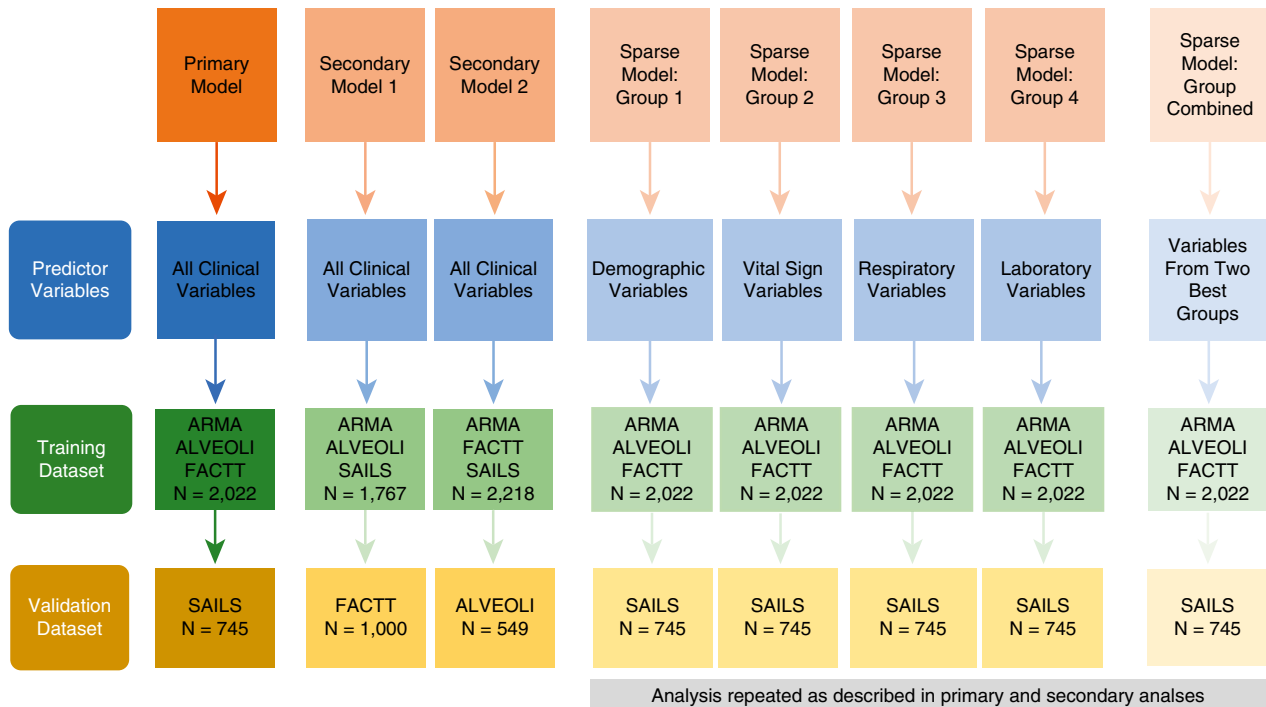 Primary
Model
Secondary
Model 1
Secondary
Model 2
Sparse
Model:
Group 1
Sparse
Model:
Group 2
Sparse
Model:
Group 3
Sparse
Model:
Group 4
Sparse
Model:
Group
Combined
Predictor
Variables
All Clinical
Variables
All Clinical
Variables
All Clinical
Variables
Demographic
Variables
Vital Sign
Variables
Respiratory
Variables
Laboratory
Variables
Variables
From Two
Best
Groups
Training
Dataset
ARMA
ALVEOLI
FACTT
N = 2,022
ARMA
ALVEOLI
SAILS
N = 1,767
ARMA
FACTT
SAILS
N = 2,218
ARMA
ALVEOLI
FACTT
N = 2,022
ARMA
ALVEOLI
FACTT
N = 2,022
ARMA
ALVEOLI
FACTT
N = 2,022
ARMA
ALVEOLI
FACTT
N = 2,022
ARMA
ALVEOLI
FACTT
N = 2,022
Validation
Dataset
SAILS
N = 745
FACTT
N = 1,000
ALVEOLI
N = 549
SAILS
N = 745
SAILS
N = 745
SAILS
N = 745
SAILS
N = 745
SAILS
N = 745
Analysis repeated as described in primary and secondary analses